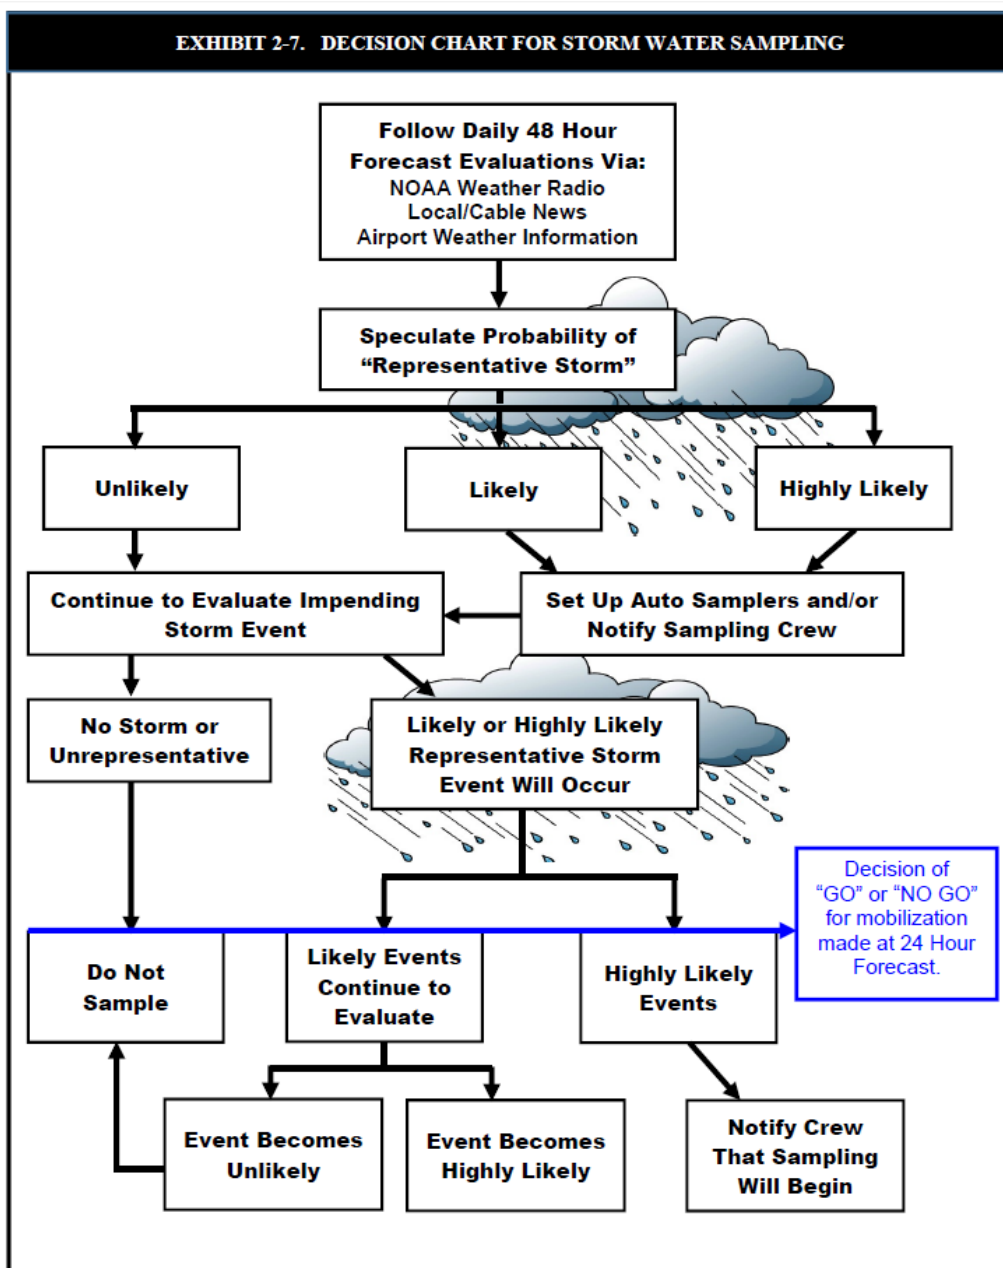 EXHIBIT 2-7. DECISION CHART FOR STORM WATER SAMPLING
Follow Daily 48 Hour
Forecast Evaluations Via:
NOAA Weather Radio
Local/Cable News
Airport Weather Information
Speculate Probability of
“Representative Storm”
Unlikely
Likely
Highly Likely
Continue to Evaluate Impending
Storm Event
Set Up Auto Samplers and/or
Notify Sampling Crew
No Storm or
Unrepresentative
Likely or Highly Likely
Representative Storm
Event Will Occur
Decision of
“GO” or “NO GO”
for mobilization
made at 24 Hour
Forecast.
Do Not
Sample
Likely Events
Continue to
Evaluate
Highly Likely
Events
Event Becomes
Unlikely
Event Becomes
Highly Likely
Notify Crew
That Sampling
Will Begin